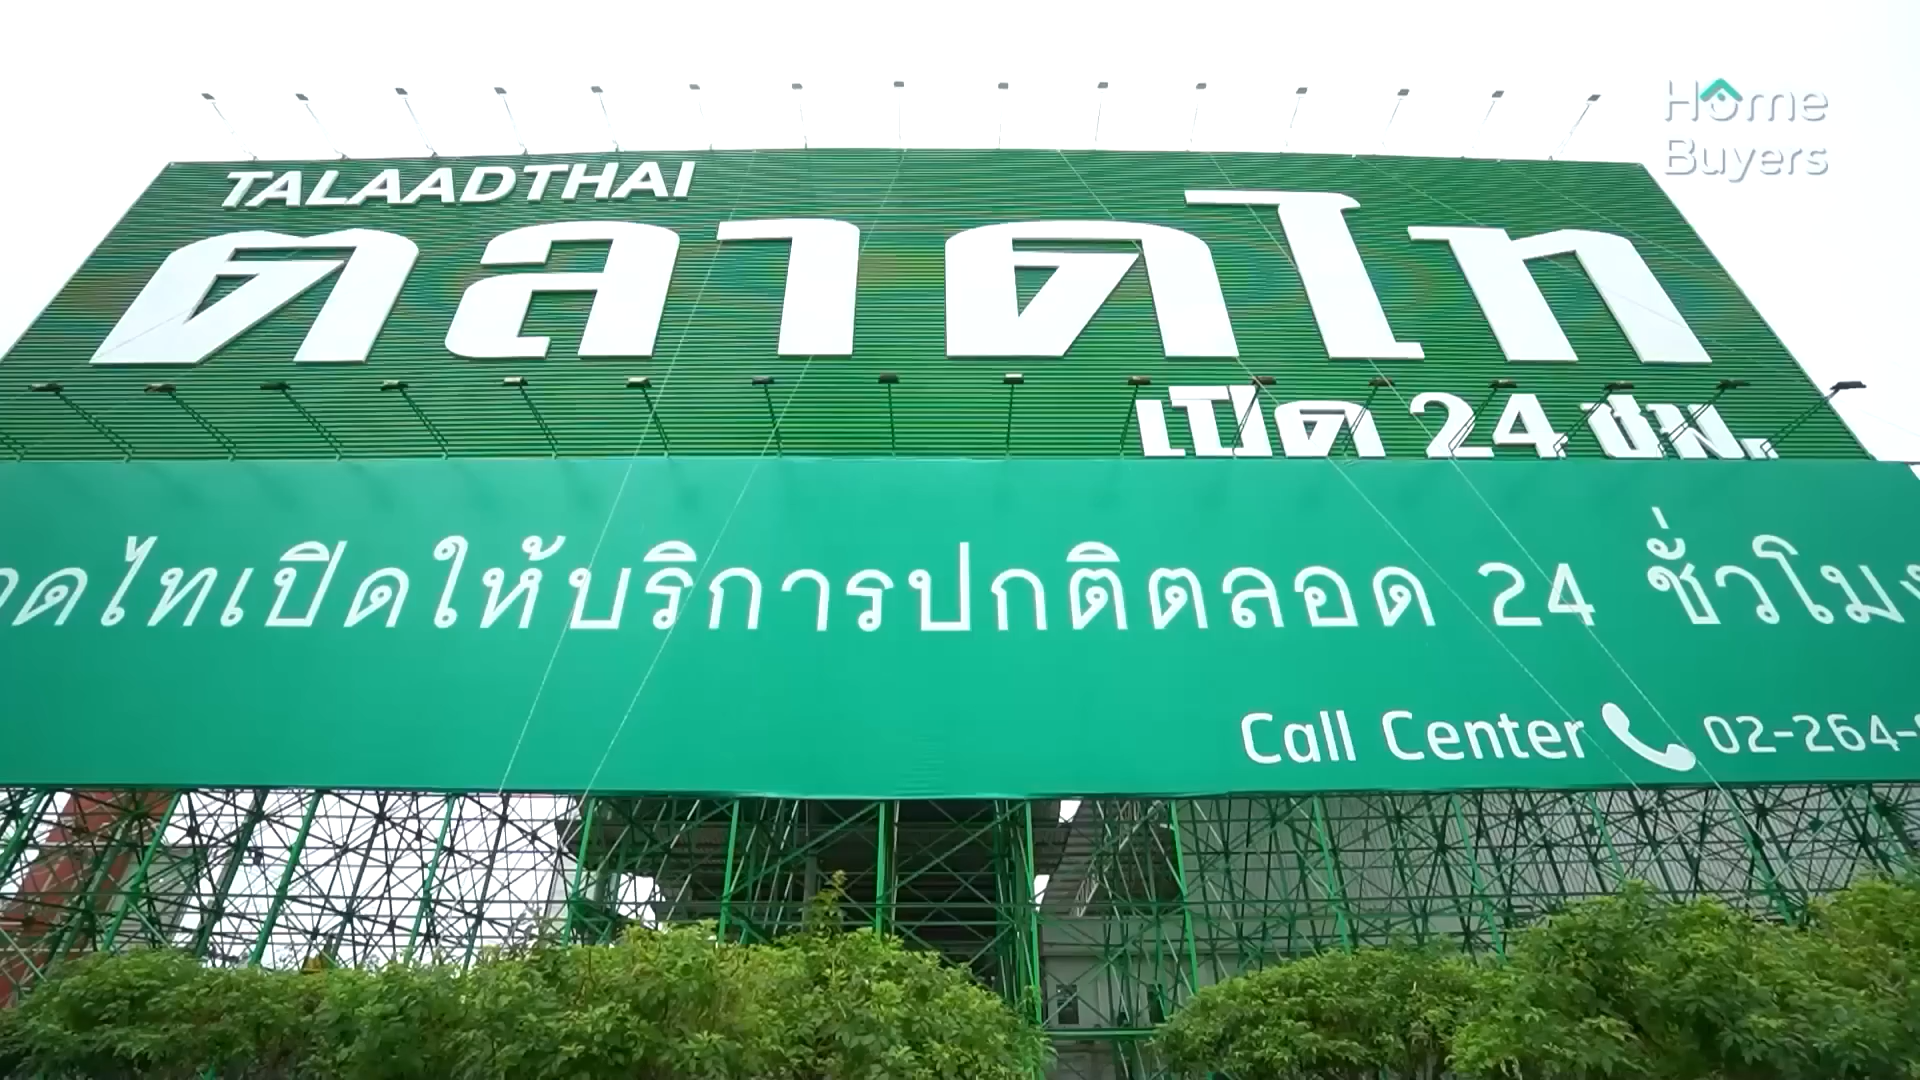 Home
Buyers
TALAADTHAI
ตลาดไท
เปิด 24 ชม.
ดไทเปิดให้บริการปกติตลอด 24 ชั่วโม
Call Center 02-264-